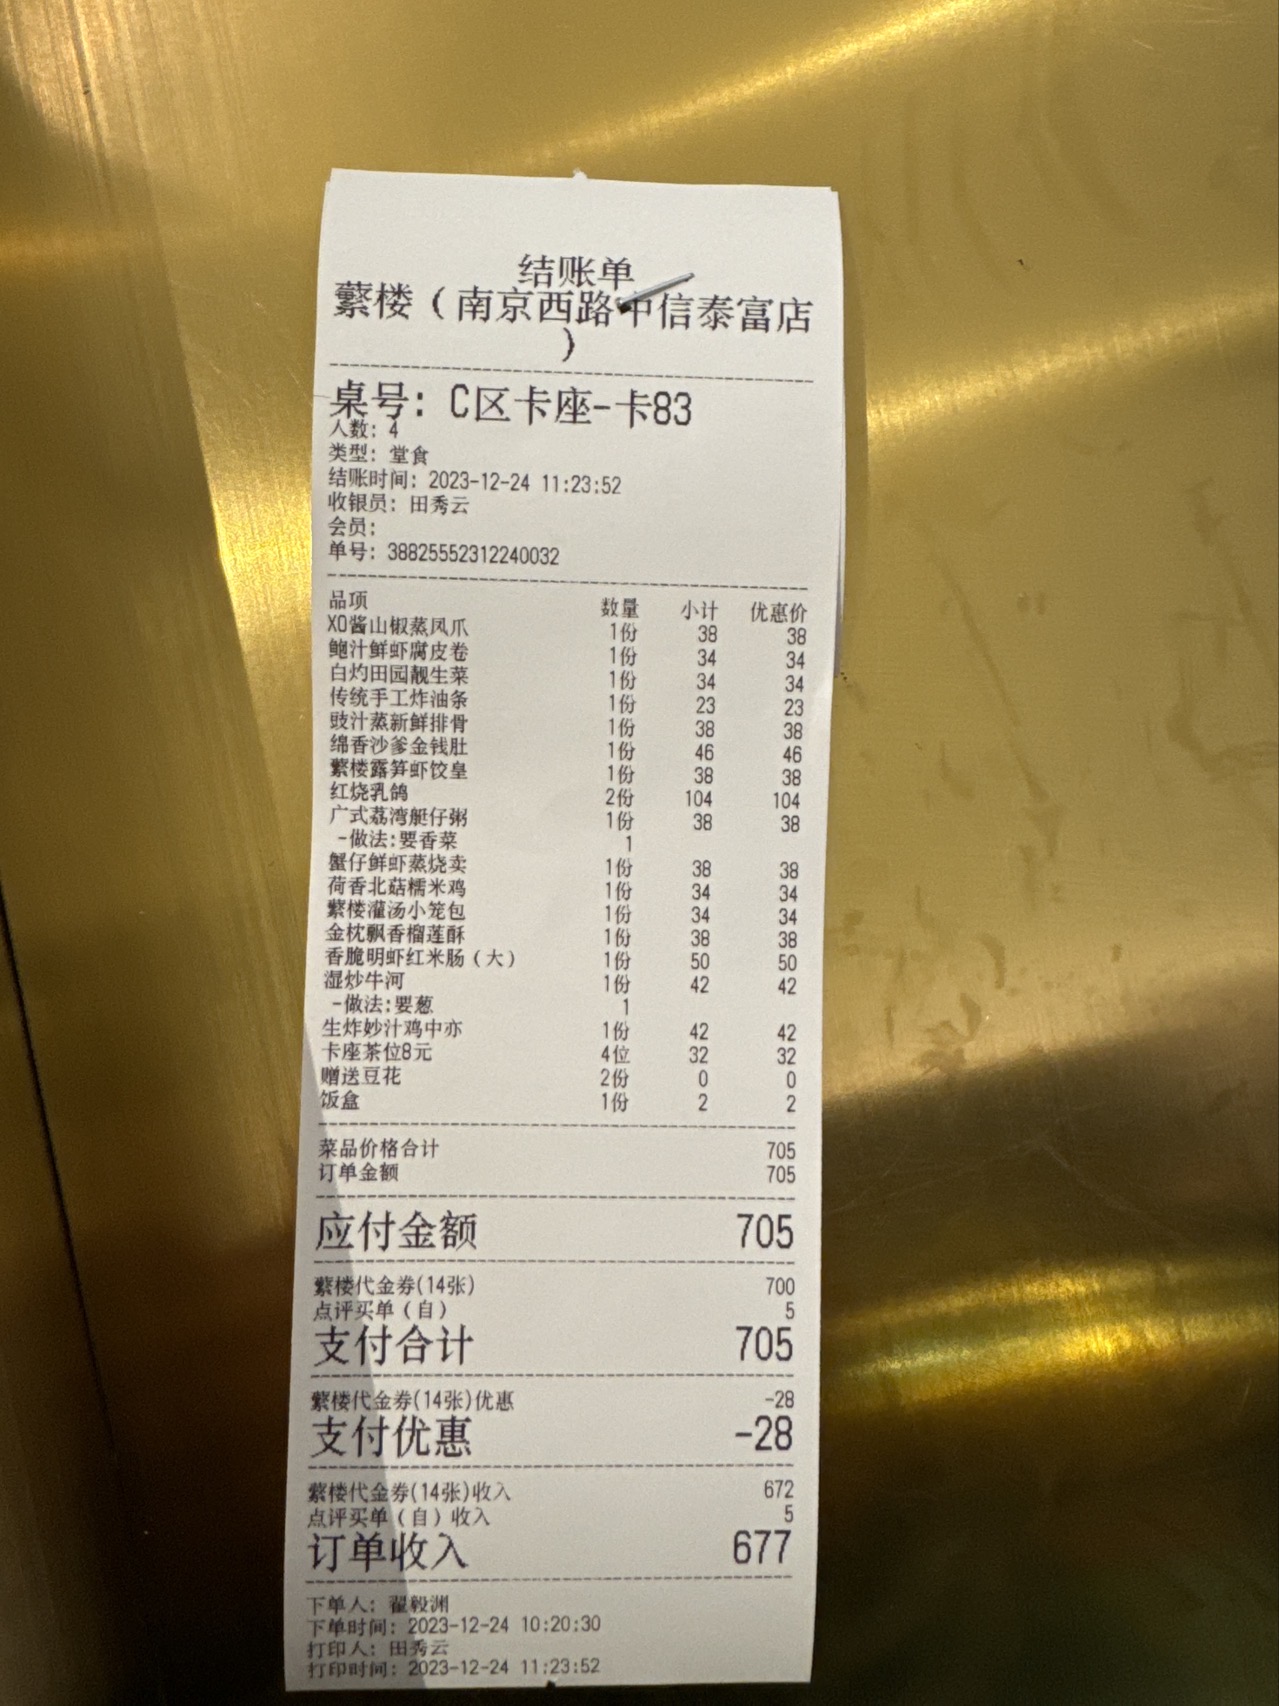 结账单
蘩楼（南京西路中信泰富店
）
桌号: C区卡座-卡83
人数: 4
类型: 堂食
结账时间: 2023-12-24 11:23:52
收银员: 田秀云
会员:
单号: 38825552312240032
品项 数量 小计 优惠价
XO酱山椒蒸凤爪 1份 38 38
鲍汁鲜虾腐皮卷 1份 34 34
白灼田园靓生菜 1份 34 34
传统手工炸油条 1份 23 23
豉汁蒸新鲜排骨 1份 38 38
绵香沙爹金钱肚 1份 46 46
蘩楼露笋虾饺皇 1份 38 38
红烧乳鸽 2份 104 104
广式荔湾艇仔粥 1份 38 38
-做法:要香菜 1
蟹仔鲜虾蒸烧卖 1份 38 38
荷香北菇糯米鸡 1份 34 34
蘩楼灌汤小笼包 1份 34 34
金枕飘香榴莲酥 1份 38 38
香脆明虾红米肠（大） 1份 50 50
湿炒牛河 1份 42 42
-做法:要葱 1
生炸妙汁鸡中亦 1份 42 42
卡座茶位8元 4位 32 32
赠送豆花 2份 0 0
饭盒 1份 2 2
菜品价格合计 705
订单金额 705
应付金额 705
蘩楼代金券(14张) 700
点评买单（自） 5
支付合计 705
蘩楼代金券(14张)优惠 -28
支付优惠 -28
蘩楼代金券(14张)收入 672
点评买单（自）收入 5
订单收入 677
下单人: 翟毅渊
下单时间: 2023-12-24 10:20:30
打印人: 田秀云
打印时间: 2023-12-24 11:23:52